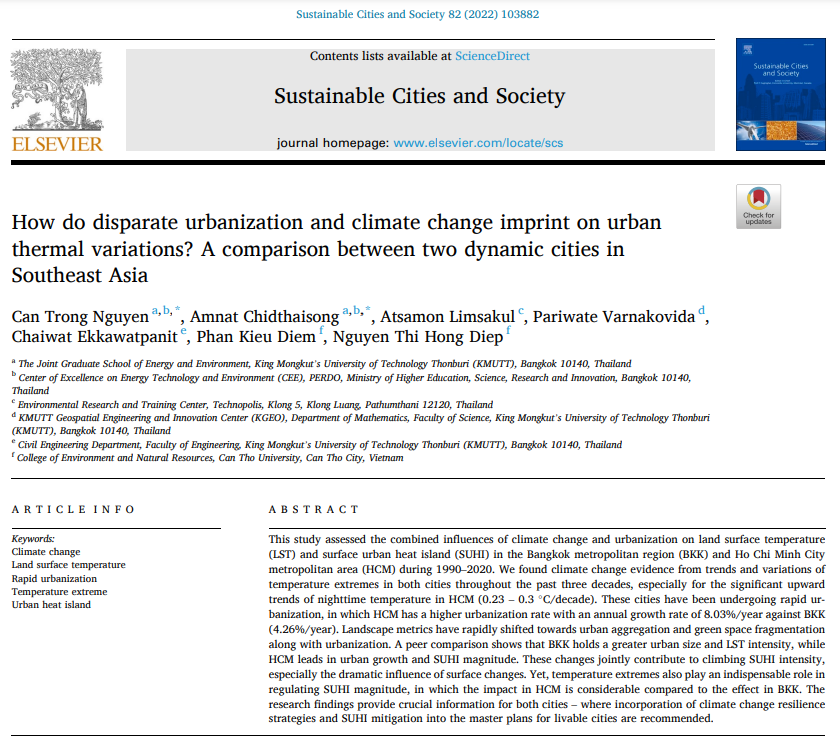 Sustainable Cities and Society 82 (2022) 103882
Contents lists available at ScienceDirect
Sustainable Cities and Society
journal homepage: www.elsevier.com/locate/scs
ELSEVIER
Sustainable Cities
and Society
Check for
updates
How do disparate urbanization and climate change imprint on urban
thermal variations? A comparison between two dynamic cities in
Southeast Asia
Can Trong Nguyen a,b,*, Amnat Chidthaisong a,b,*, Atsamon Limsakul c, Pariwate Varnakovida d,
Chaiwat Ekkawatpanit e, Phan Kieu Diem f, Nguyen Thi Hong Diep f
a The Joint Graduate School of Energy and Environment, King Mongkut's University of Technology Thonburi (KMUTT), Bangkok 10140, Thailand
b Center of Excellence on Energy Technology and Environment (CEE), PERDO, Ministry of Higher Education, Science, Research and Innovation, Bangkok 10140,
Thailand
c Environmental Research and Training Center, Technopolis, Klong 5, Klong Luang, Pathumthani 12120, Thailand
d KMUTT Geospatial Engineering and Innovation Center (KGEO), Department of Mathematics, Faculty of Science, King Mongkut's University of Technology Thonburi
(KMUTT), Bangkok 10140, Thailand
e Civil Engineering Department, Faculty of Engineering, King Mongkut's University of Technology Thonburi (KMUTT), Bangkok 10140, Thailand
f College of Environment and Natural Resources, Can Tho University, Can Tho City, Vietnam
ARTICLE INFO
Keywords:
Climate change
Land surface temperature
Rapid urbanization
Temperature extreme
Urban heat island
ABSTRACT
This study assessed the combined influences of climate change and urbanization on land surface temperature
(LST) and surface urban heat island (SUHI) in the Bangkok metropolitan region (BKK) and Ho Chi Minh City
metropolitan area (HCM) during 1990–2020. We found climate change evidence from trends and variations of
temperature extremes in both cities throughout the past three decades, especially for the significant upward
trends of nighttime temperature in HCM (0.23 – 0.3 °C/decade). These cities have been undergoing rapid ur-
banization, in which HCM has a higher urbanization rate with an annual growth rate of 8.03%/year against BKK
(4.26%/year). Landscape metrics have rapidly shifted towards urban aggregation and green space fragmentation
along with urbanization. A peer comparison shows that BKK holds a greater urban size and LST intensity, while
HCM leads in urban growth and SUHI magnitude. These changes jointly contribute to climbing SUHI intensity,
especially the dramatic influence of surface changes. Yet, temperature extremes also play an indispensable role in
regulating SUHI magnitude, in which the impact in HCM is considerable compared to the effect in BKK. The
research findings provide crucial information for both cities – where incorporation of climate change resilience
strategies and SUHI mitigation into the master plans for livable cities are recommended.